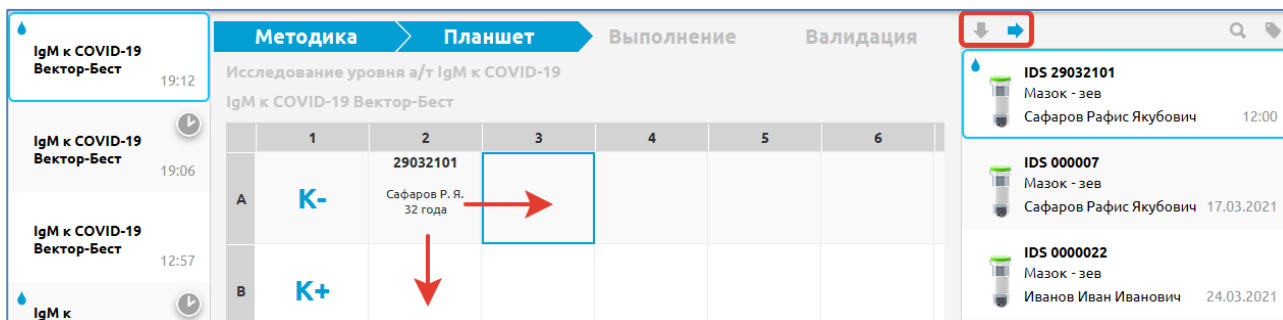 IgM к COVID-19
Вектор-Бест
19:12
IgM к COVID-19
Вектор-Бест
19:06
IgM к COVID-19
Вектор-Бест
12:57
IgM к
Методика
Планшет
Выполнение
Валидация
Исследование уровня а/т IgM к COVID-19
IgM к COVID-19 Вектор-Бест
1 2 3 4 5 6
A
K-
29032101
Сафаров Р. Я.
32 года
B
K+
IDS 29032101
Мазок - зев
Сафаров Рафис Якубович 12:00
IDS 000007
Мазок - зев
Сафаров Рафис Якубович 17.03.2021
IDS 0000022
Мазок - зев
Иванов Иван Иванович 24.03.2021